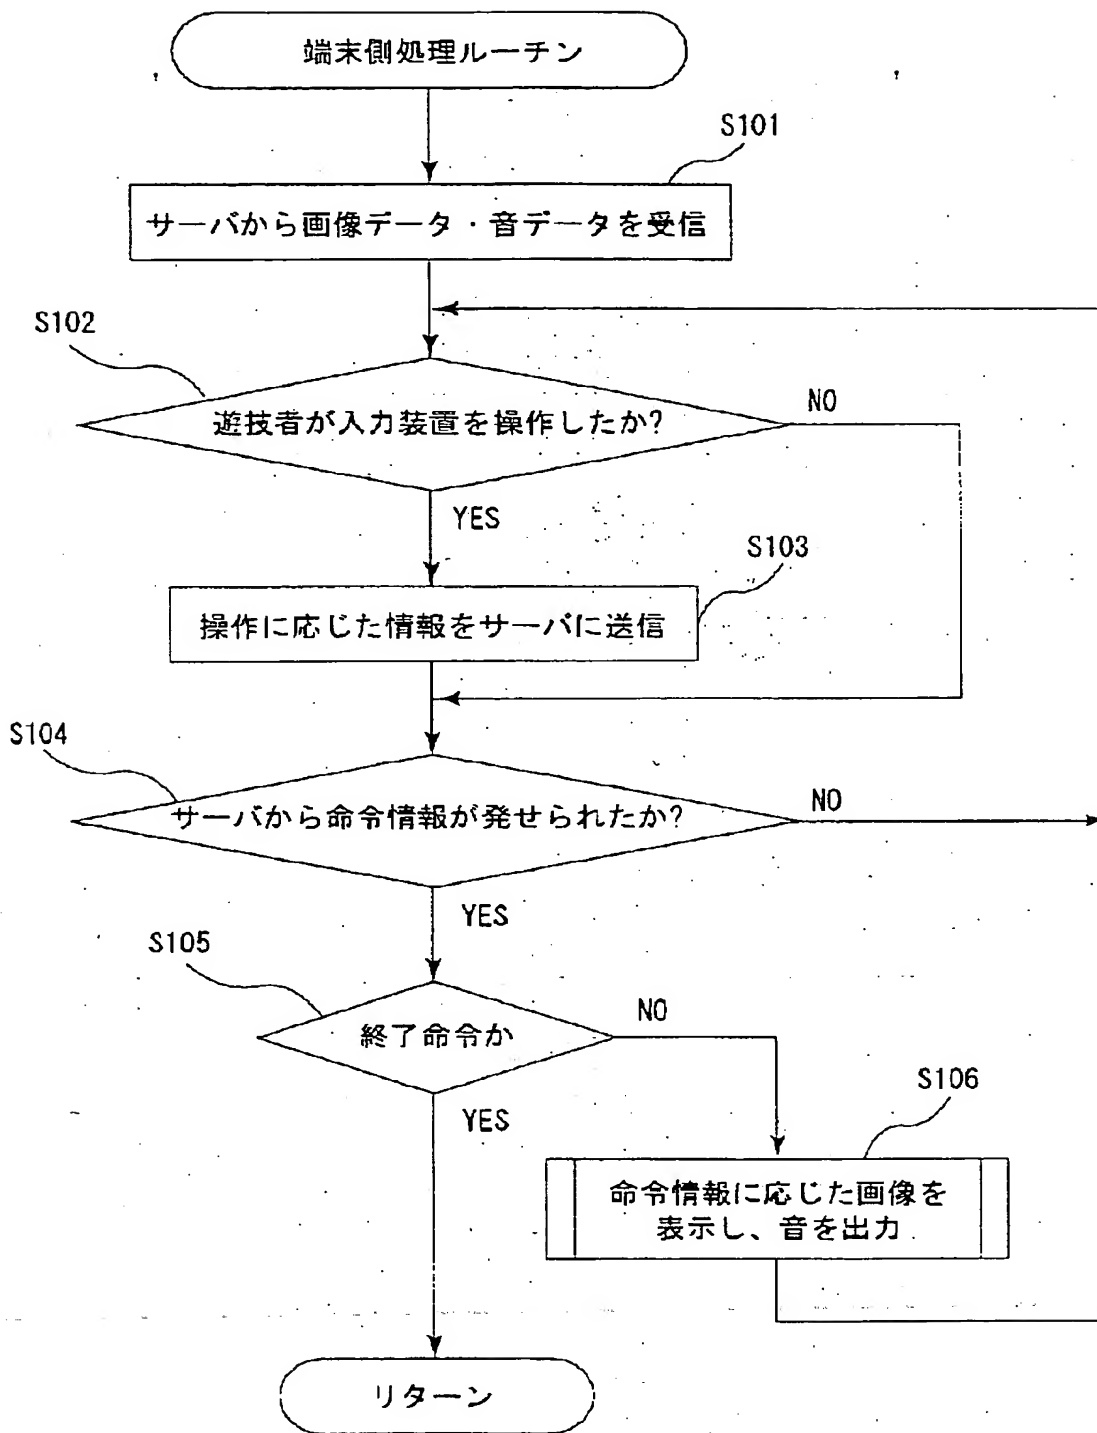 端末側処理ルーチン
S101
サーバから画像データ・音データを受信
S102
遊技者が入力装置を操作したか?
NO
YES
S103
操作に応じた情報をサーバに送信
S104
サーバから命令情報が発せられたか?
NO
YES
S105
終了命令か
NO
YES
S106
命令情報に応じた画像を
表示し、音を出力
リターン